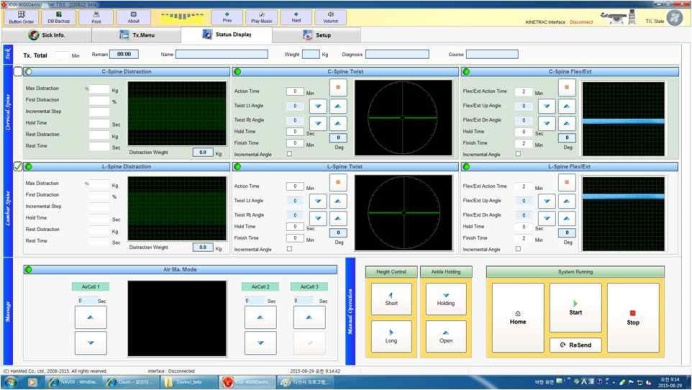 Button Order DB Backup Print About Prev Play Music Next Volume
KINETRAC Interface : Disconnect TX. State
Sick Info. Tx.Menu Status Display Setup
Sick
Tx. Total Min Remain 00:00 Name Weight Kg Diagnosis Course
Cervical Spine
C-Spine Distraction
Max Distraction % Kg
First Distraction %
Incremental Step
Hold Time Sec
Rest Distraction Kg
Rest Time Sec
Distraction Weight 0.0 Kg
C-Spine Twist
Action Time 0 Min
Twist Lt Angle 0
Twist Rt Angle 0
Hold Time 0 Sec
Finish Time 0 Min
Incremental Angle
0
Deg
C-Spine Flex/Ext
Flex/Ext Action Time 2 Min
Flex/Ext Up Angle 0
Flex/Ext Dn Angle 0
Hold Time 0 Sec
Finish Time 2 Min
Incremental Angle
0
Deg
Lumbar Spine
L-Spine Distraction
Max Distraction % Kg
First Distraction Kg
Incremental Step
Hold Time Sec
Rest Distraction Kg
Rest Time Sec
Distraction Weight 0.0 Kg
L-Spine Twist
Action Time 0 Min
Twist Lt Angle 0
Twist Rt Angle 0
Hold Time 0 Sec
Finish Time 0 Min
Incremental Angle
0
Deg
L-Spine Flex/Ext
Flex/Ext Action Time 2 Min
Flex/Ext Up Angle 0
Flex/Ext Dn Angle 0
Hold Time 0 Sec
Finish Time 2 Min
Incremental Angle
0
Deg
Massage
Air Ma. Mode
AirCell 1 AirCell 2 AirCell 3
0 Sec 0 Sec 0 Sec
Manual Operation
Height Control
Short
Long
Ankle Holding
Holding
Open
System Running
Home
Start
ReSend
Stop
(C) HanMed Co., Ltd., 2008-2015. All rights reserved. Interface : Disconnected 2015-08-29 오전 9:14:42
오전 9:14
2015-08-29